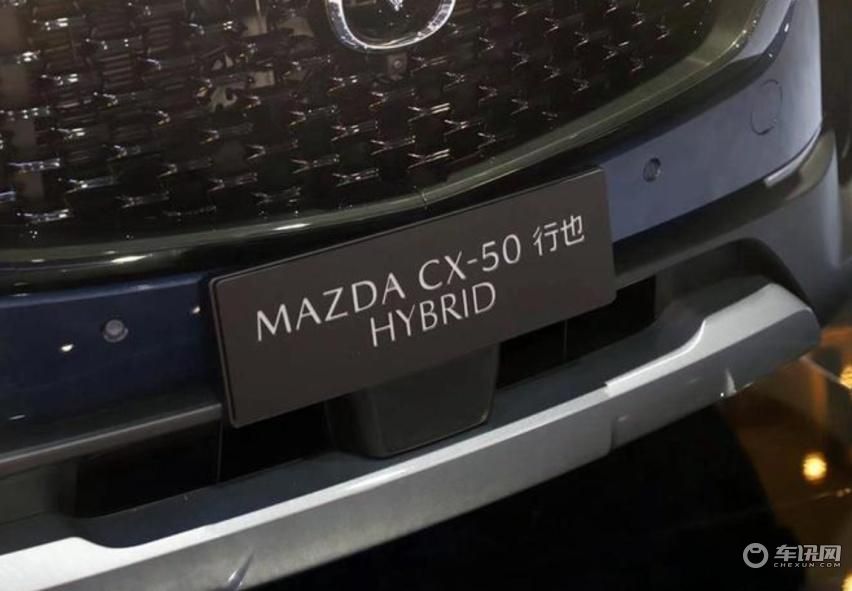 MAZDA CX-50 行也
HYBRID
车讯网
CHEXUN.COM